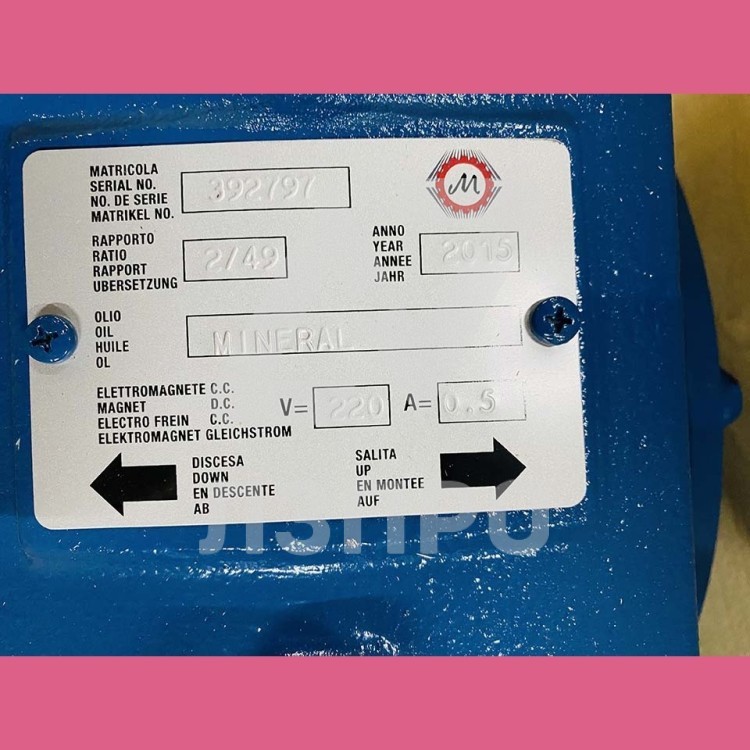 MATRICOLA
SERIAL NO.
NO. DE SERIE
MATRIKEL NO.
392797
M
RAPPORTO
RATIO
RAPPORT
UBERSETZUNG
2/49
ANNO
YEAR
ANNEE
JAHR
2015
OLIO
OIL
HUILE
OL
MINERAL
ELETTROMAGNETE C.C.
MAGNET D.C.
ELECTRO FREIN C.C.
ELEKTROMAGNET GLEICHSTROM
V= 220 A= 0.5
DISCESA
DOWN
EN DESCENTE
AB
SALITA
UP
EN MONTEE
AUF
ЛІЗПРО